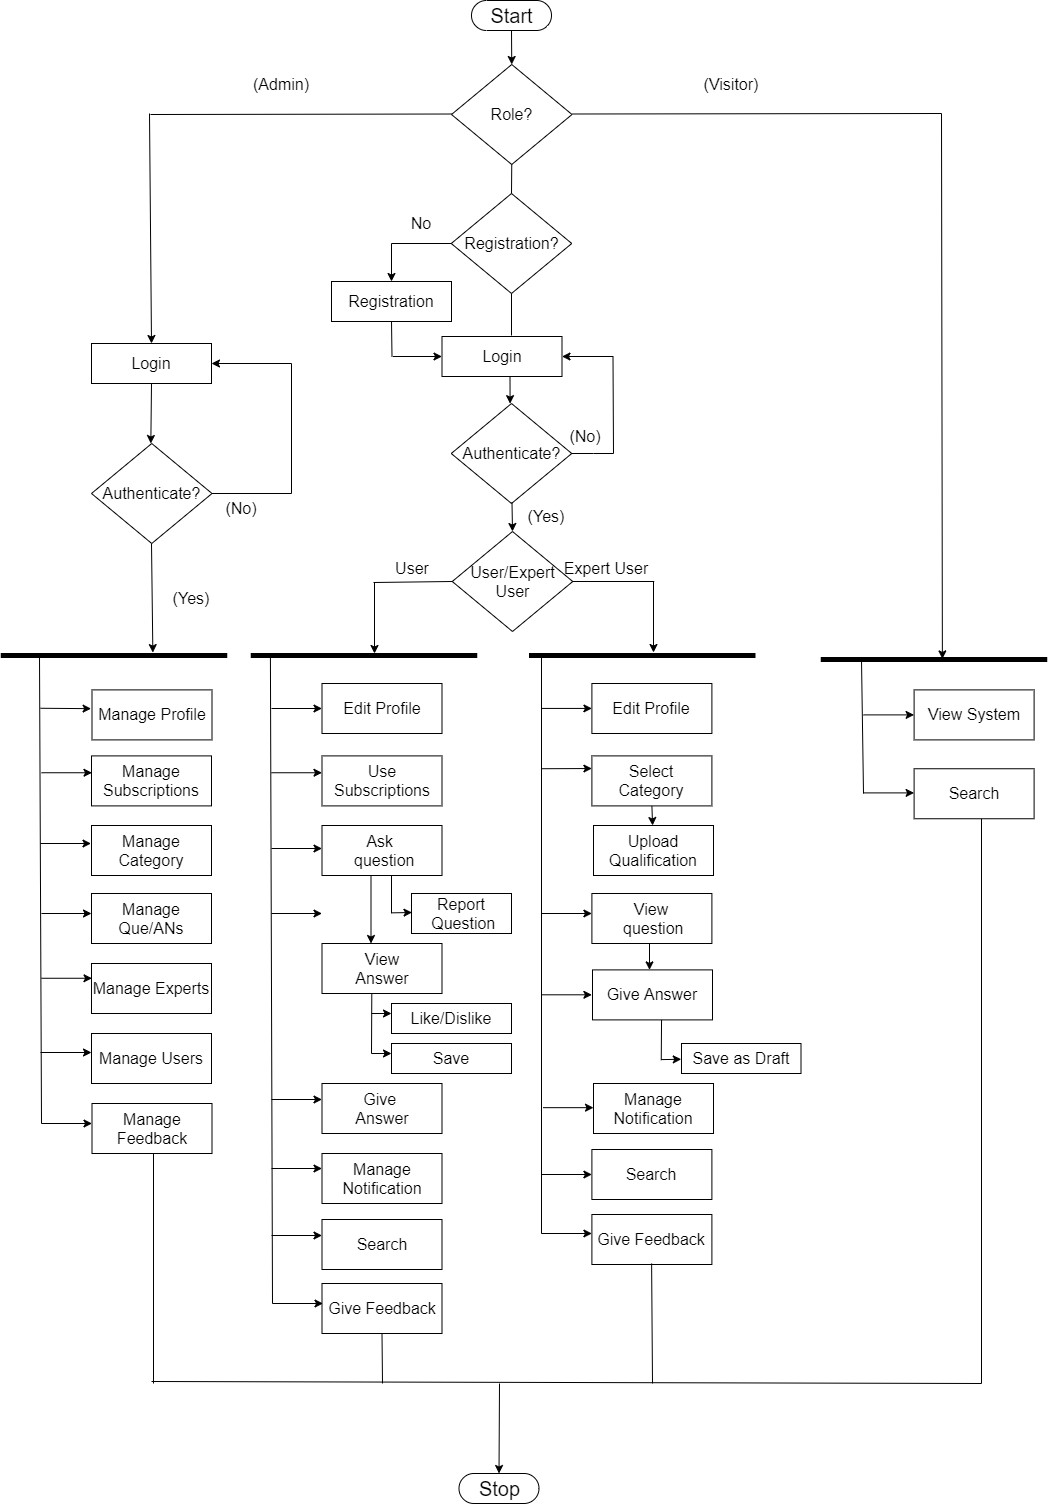 Start
(Admin)
(Visitor)
Role?
No
Registration?
Registration
Login
Login
(No)
Authenticate?
Authenticate?
(No)
(Yes)
User
Expert User
User/Expert
User
(Yes)
Manage Profile
Manage
Subscriptions
Manage
Category
Manage
Que/ANs
Manage Experts
Manage Users
Manage
Feedback
Edit Profile
Use
Subscriptions
Ask
question
Report
Question
View
Answer
Like/Dislike
Save
Give
Answer
Manage
Notification
Search
Give Feedback
Edit Profile
Select
Category
Upload
Qualification
View
question
Give Answer
Save as Draft
Manage
Notification
Search
Give Feedback
View System
Search
Stop